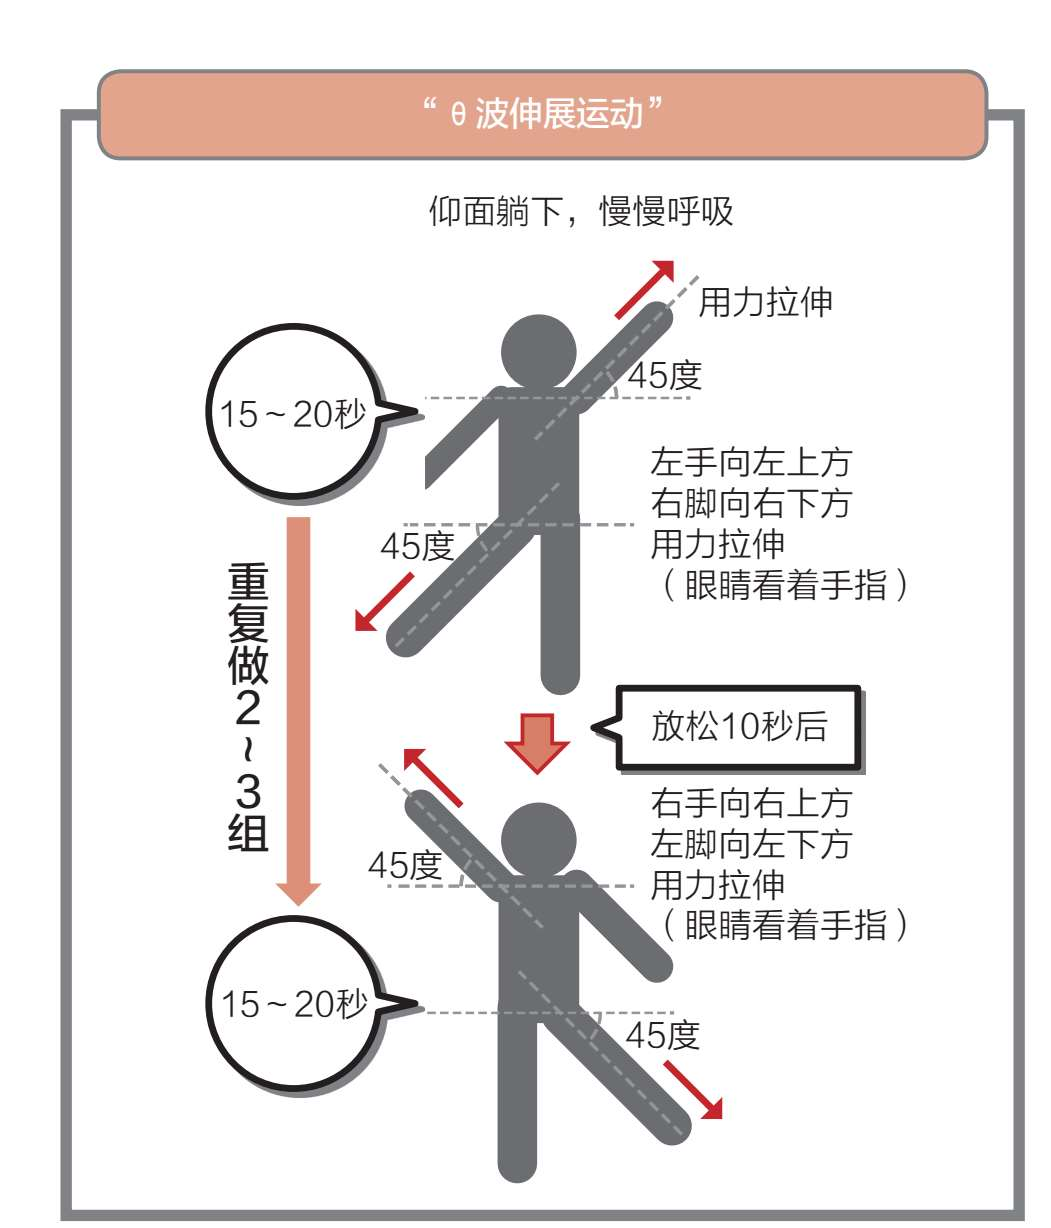 “θ波伸展运动”
仰面躺下，慢慢呼吸
用力拉伸
45度
15～20秒
左手向左上方
右脚向右下方
用力拉伸
（眼睛看着手指）
45度
重复做2～3组
放松10秒后
右手向右上方
左脚向左下方
用力拉伸
（眼睛看着手指）
45度
15～20秒
45度